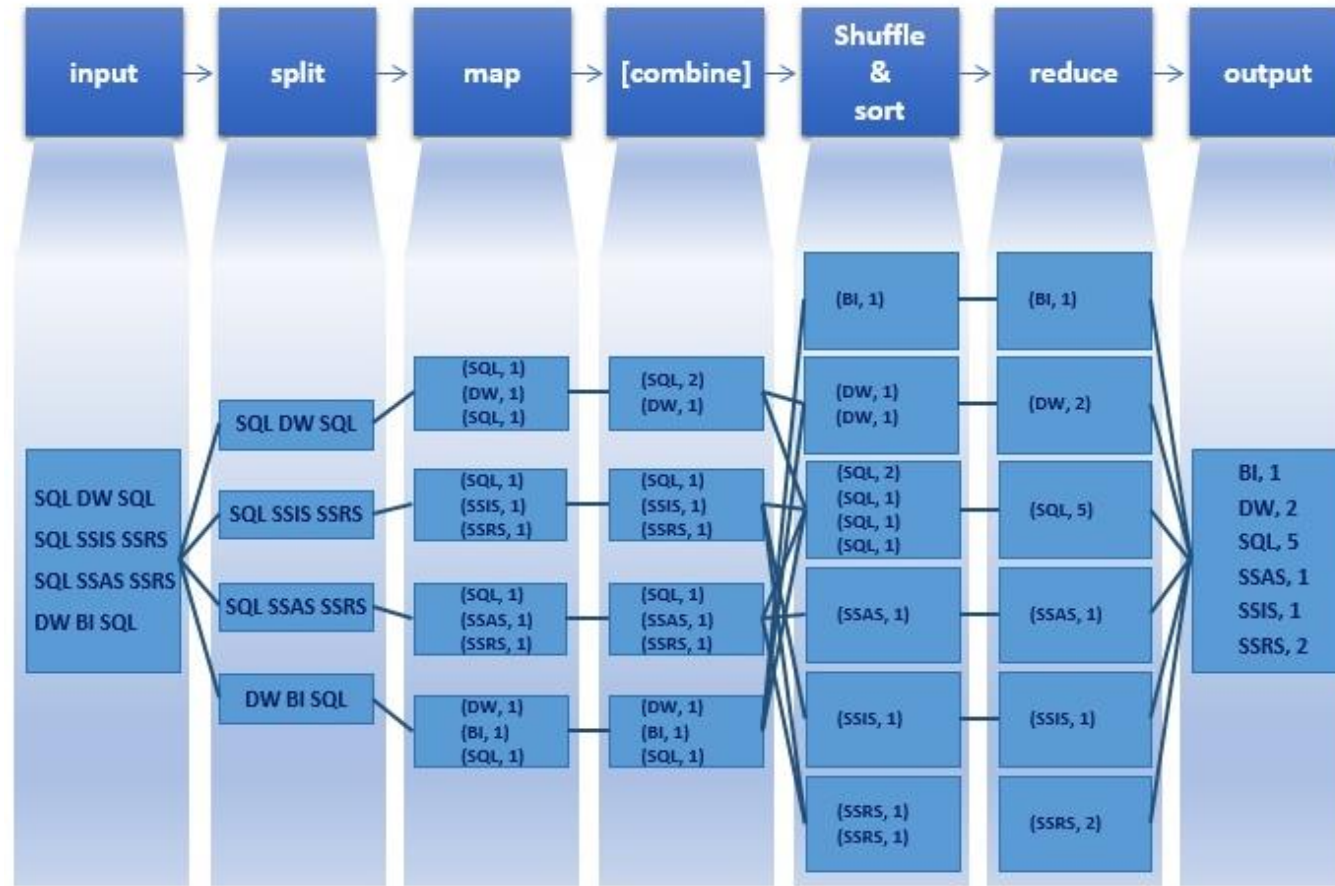 input
split
map
[combine]
Shuffle
&
sort
reduce
output
SQL DW SQL
SQL SSIS SSRS
SQL SSAS SSRS
DW BI SQL
SQL DW SQL
SQL SSIS SSRS
SQL SSAS SSRS
DW BI SQL
(SQL, 1)
(DW, 1)
(SQL, 1)
(SQL, 1)
(SSIS, 1)
(SSRS, 1)
(SQL, 1)
(SSAS, 1)
(SSRS, 1)
(DW, 1)
(BI, 1)
(SQL, 1)
(SQL, 2)
(DW, 1)
(SQL, 1)
(SSIS, 1)
(SSRS, 1)
(SQL, 1)
(SSAS, 1)
(SSRS, 1)
(DW, 1)
(BI, 1)
(SQL, 1)
(BI, 1)
(DW, 1)
(DW, 1)
(SQL, 2)
(SQL, 1)
(SQL, 1)
(SQL, 1)
(SSAS, 1)
(SSIS, 1)
(SSRS, 1)
(SSRS, 1)
(BI, 1)
(DW, 2)
(SQL, 5)
(SSAS, 1)
(SSIS, 1)
(SSRS, 2)
BI, 1
DW, 2
SQL, 5
SSAS, 1
SSIS, 1
SSRS, 2